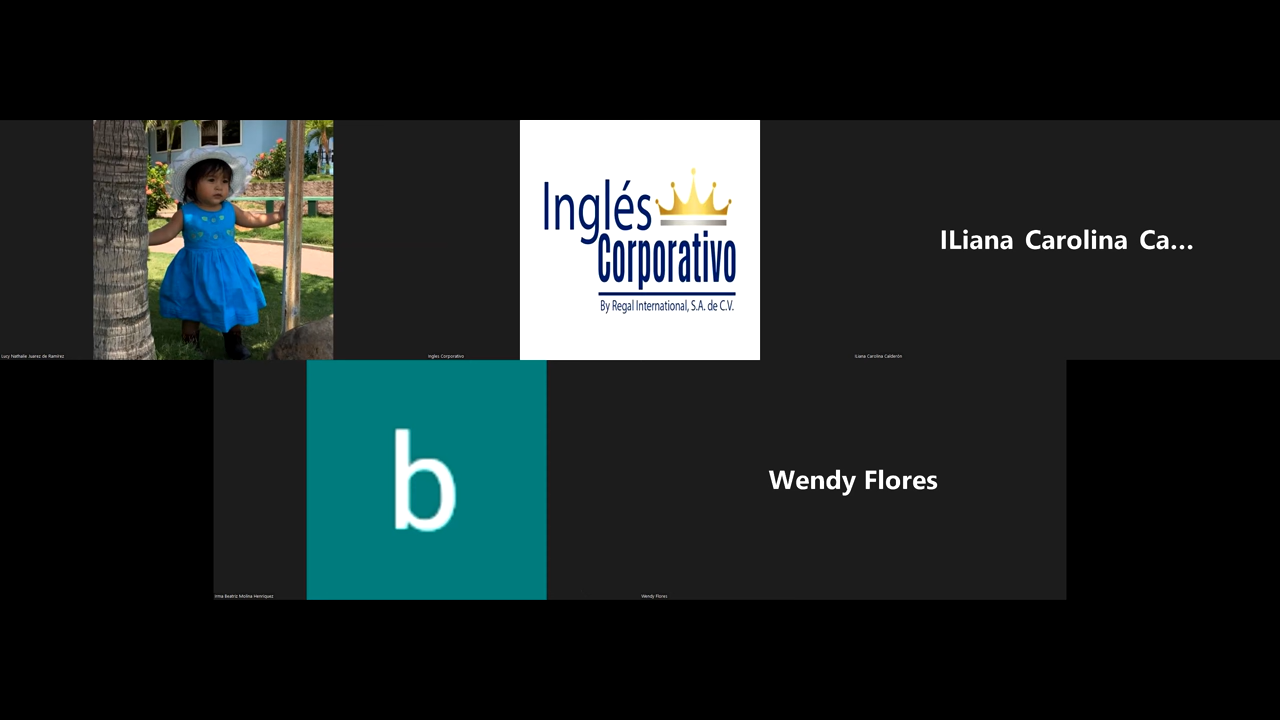 Lucy Nathalie Juarez de Ramírez
Inglés
Corporativo
By Regal International, S.A. de C.V.
Ingles Corporativo
ILiana Carolina Ca...
ILiana Carolina Calderón
b
Irma Beatriz Molina Henriquez
Wendy Flores
Wendy Flores